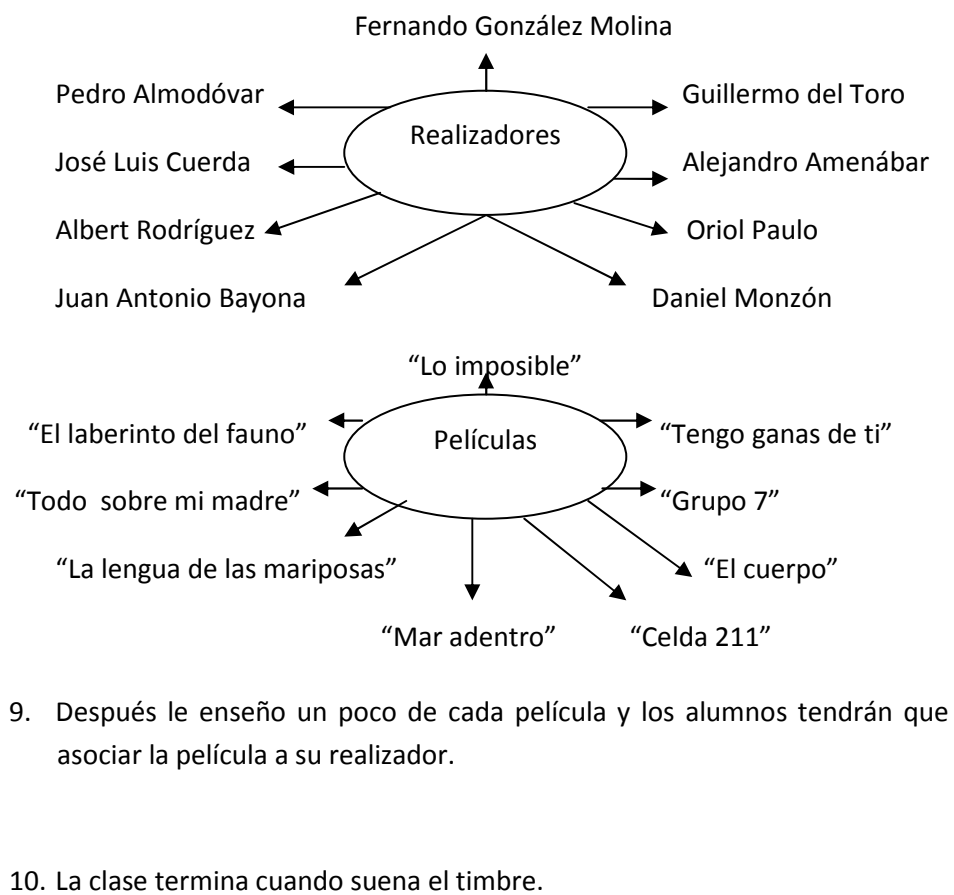 Fernando González Molina
Pedro Almodóvar
Guillermo del Toro
Realizadores
José Luis Cuerda
Alejandro Amenábar
Albert Rodríguez
Oriol Paulo
Juan Antonio Bayona
Daniel Monzón
“Lo imposible”
“El laberinto del fauno”
Películas
“Tengo ganas de ti”
“Todo sobre mi madre”
“Grupo 7”
“La lengua de las mariposas”
“El cuerpo”
“Mar adentro”
“Celda 211”
9. Después le enseño un poco de cada película y los alumnos tendrán que
asociar la película a su realizador.
10. La clase termina cuando suena el timbre.